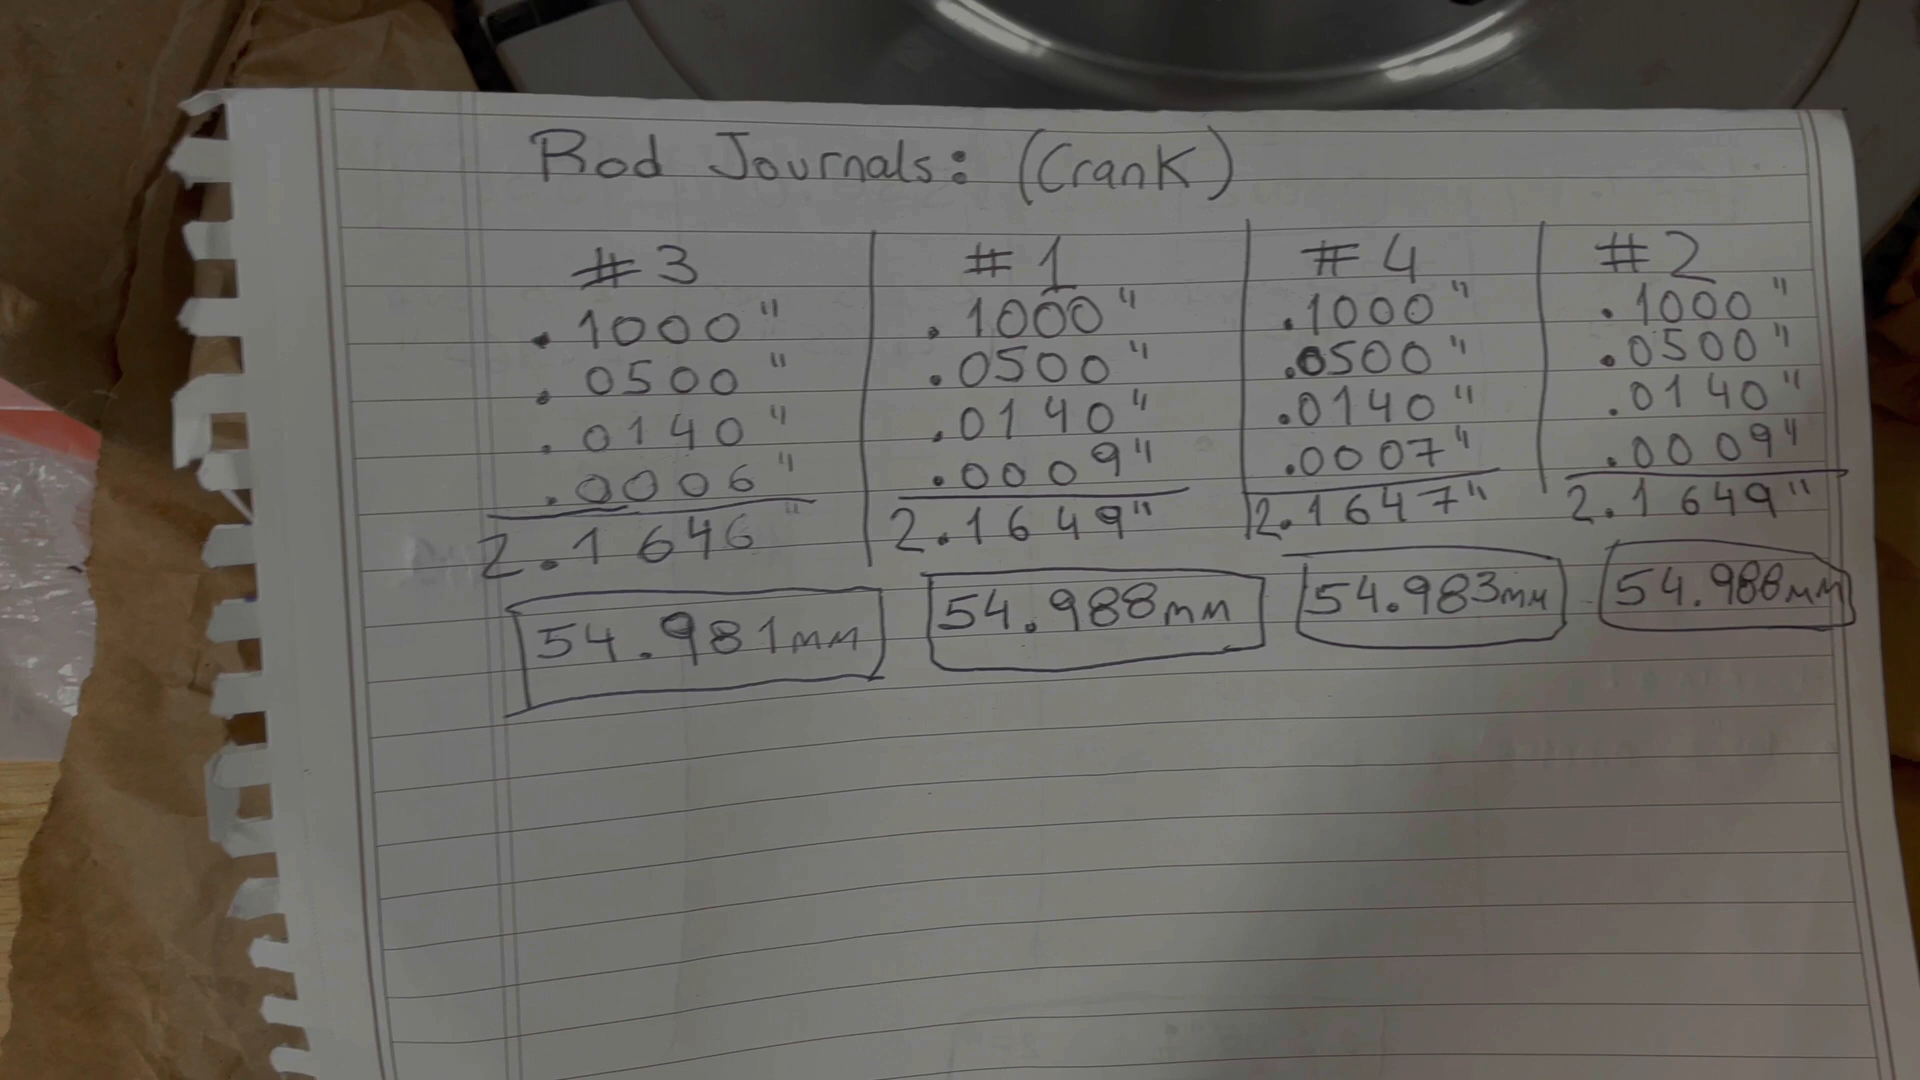 Rod Journals: (Crank)
#3 #1 #4 #2
.1000" .1000" .1000" .1000"
.0500" .0500" .0500" .0500"
.0140" .0140" .0140" .0140"
.0006" .0009" .0007" .0009"
2.1646" 2.1649" 2.1647" 2.1649"
54.981mm 54.988mm 54.983mm 54.988mm